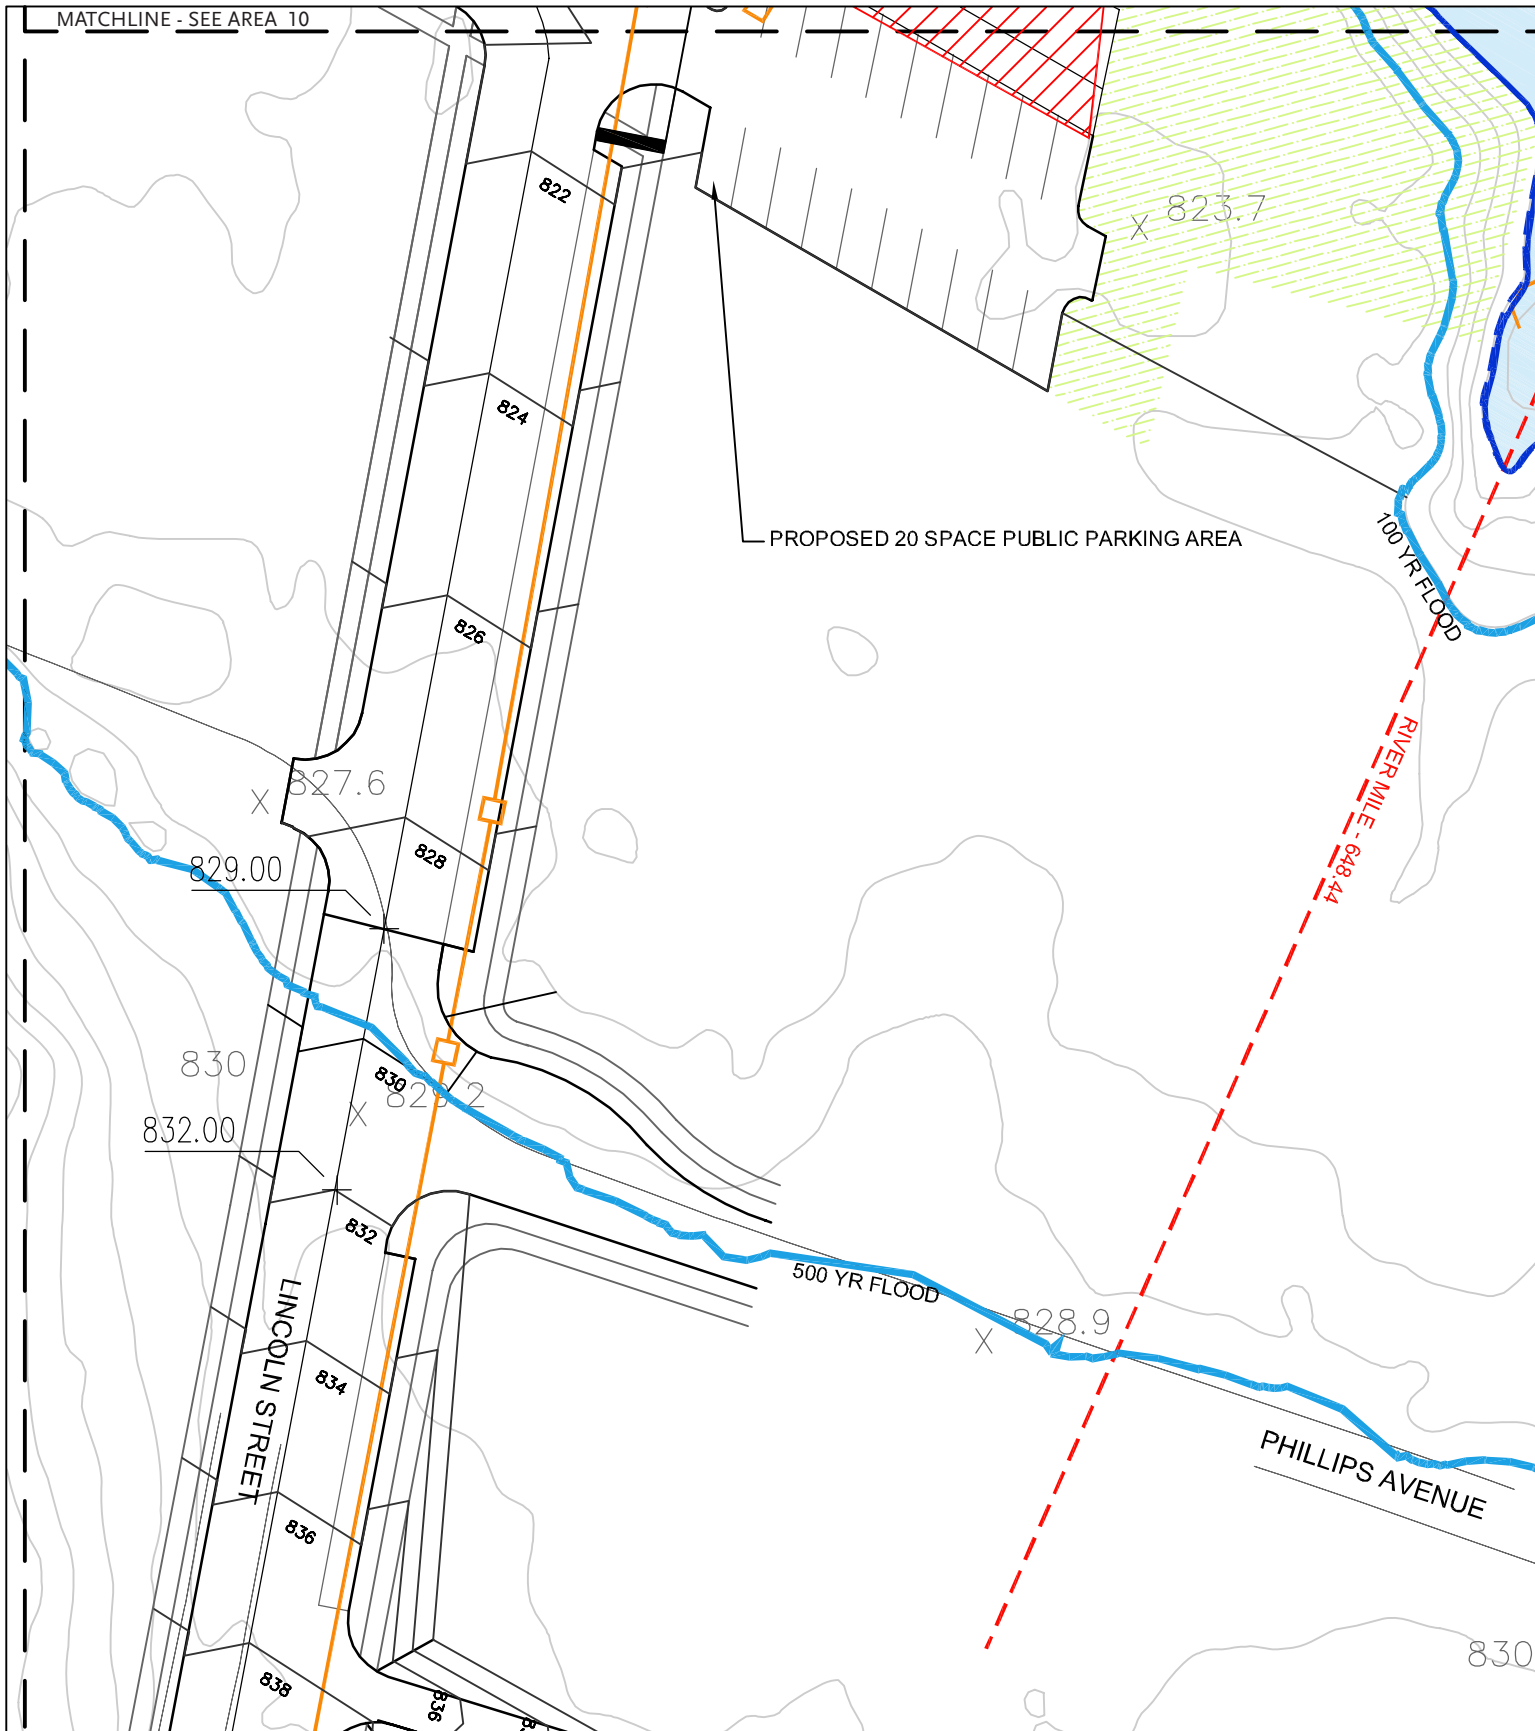 MATCHLINE - SEE AREA 10
822
823.7
824
PROPOSED 20 SPACE PUBLIC PARKING AREA
100 YR FLOOD
826
RIVER MILE - 648.44
827.6
828
829.00
830
830
829.2
832.00
832
500 YR FLOOD
828.9
LINCOLN STREET
834
PHILLIPS AVENUE
836
830
838
836